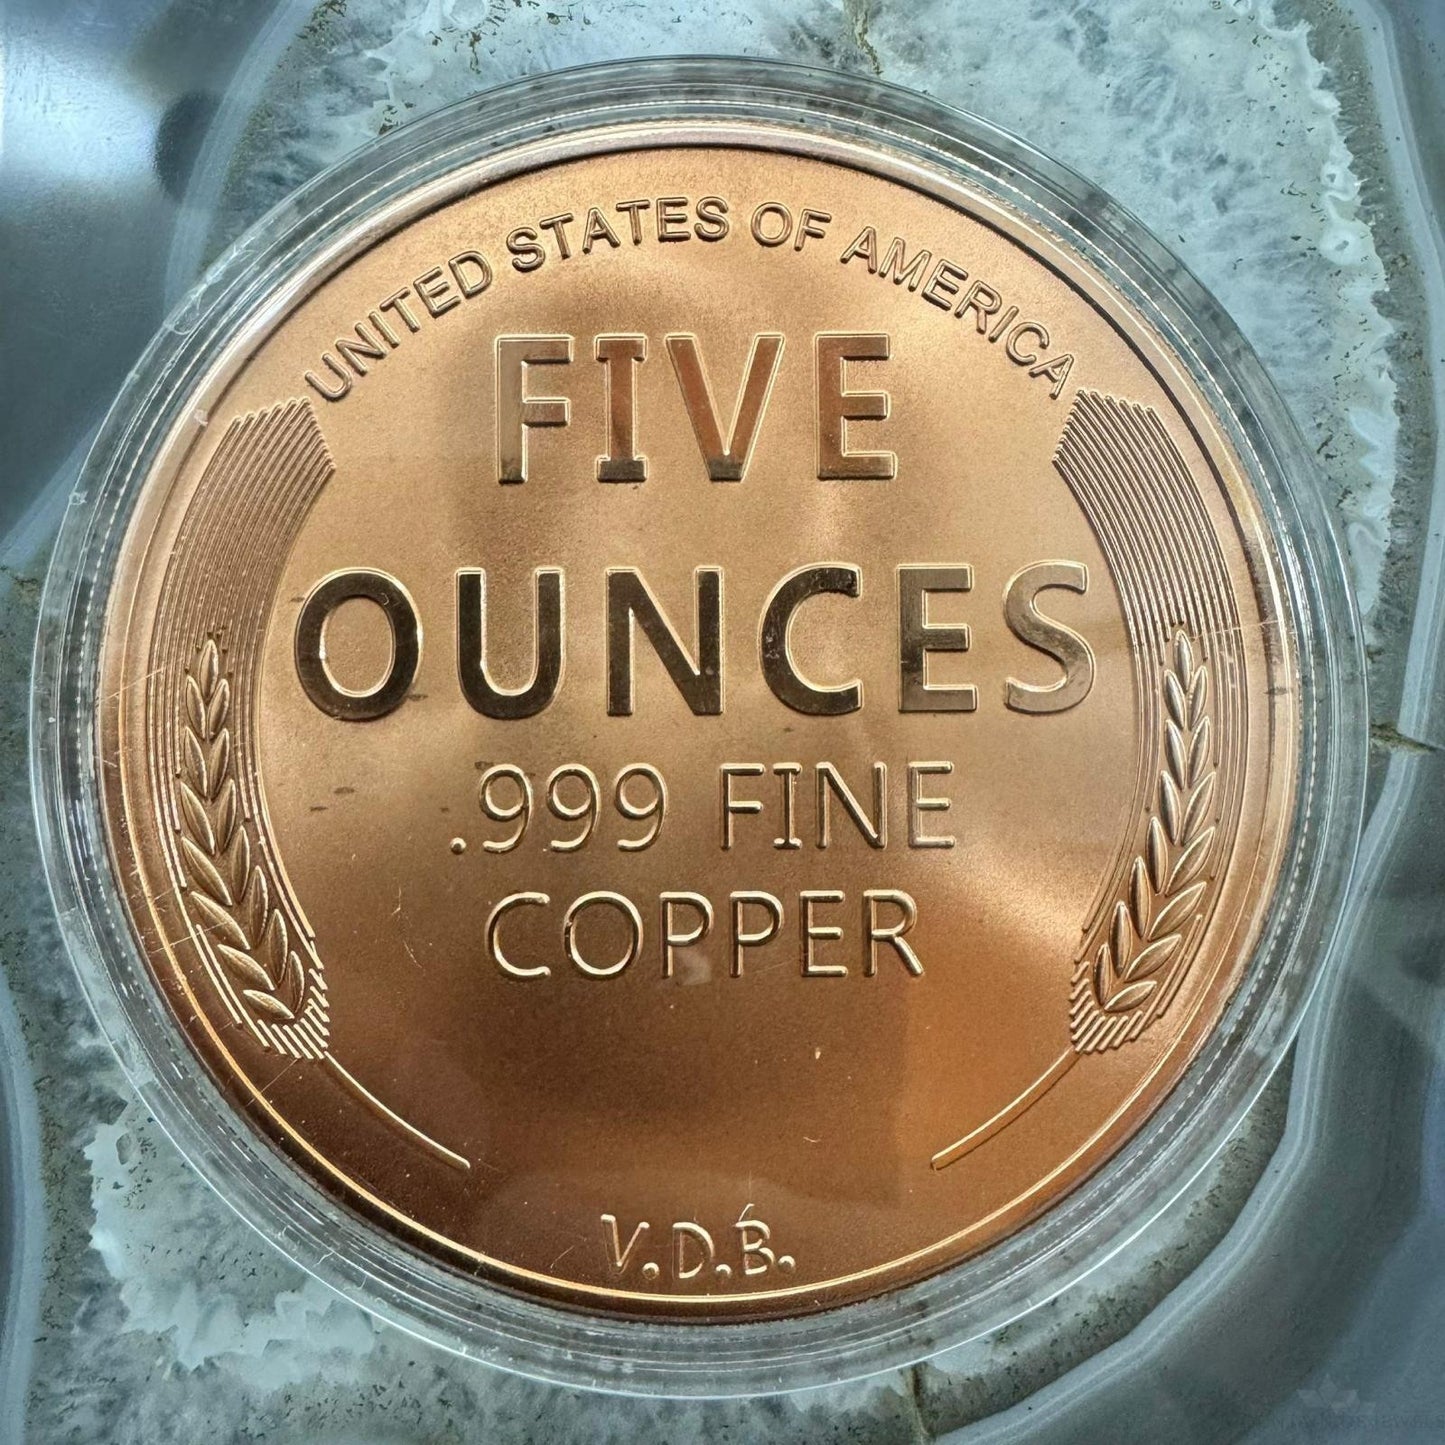 UNITED STATES OF AMERICA
FIVE
OUNCES
.999 FINE
COPPER
V.D.B.